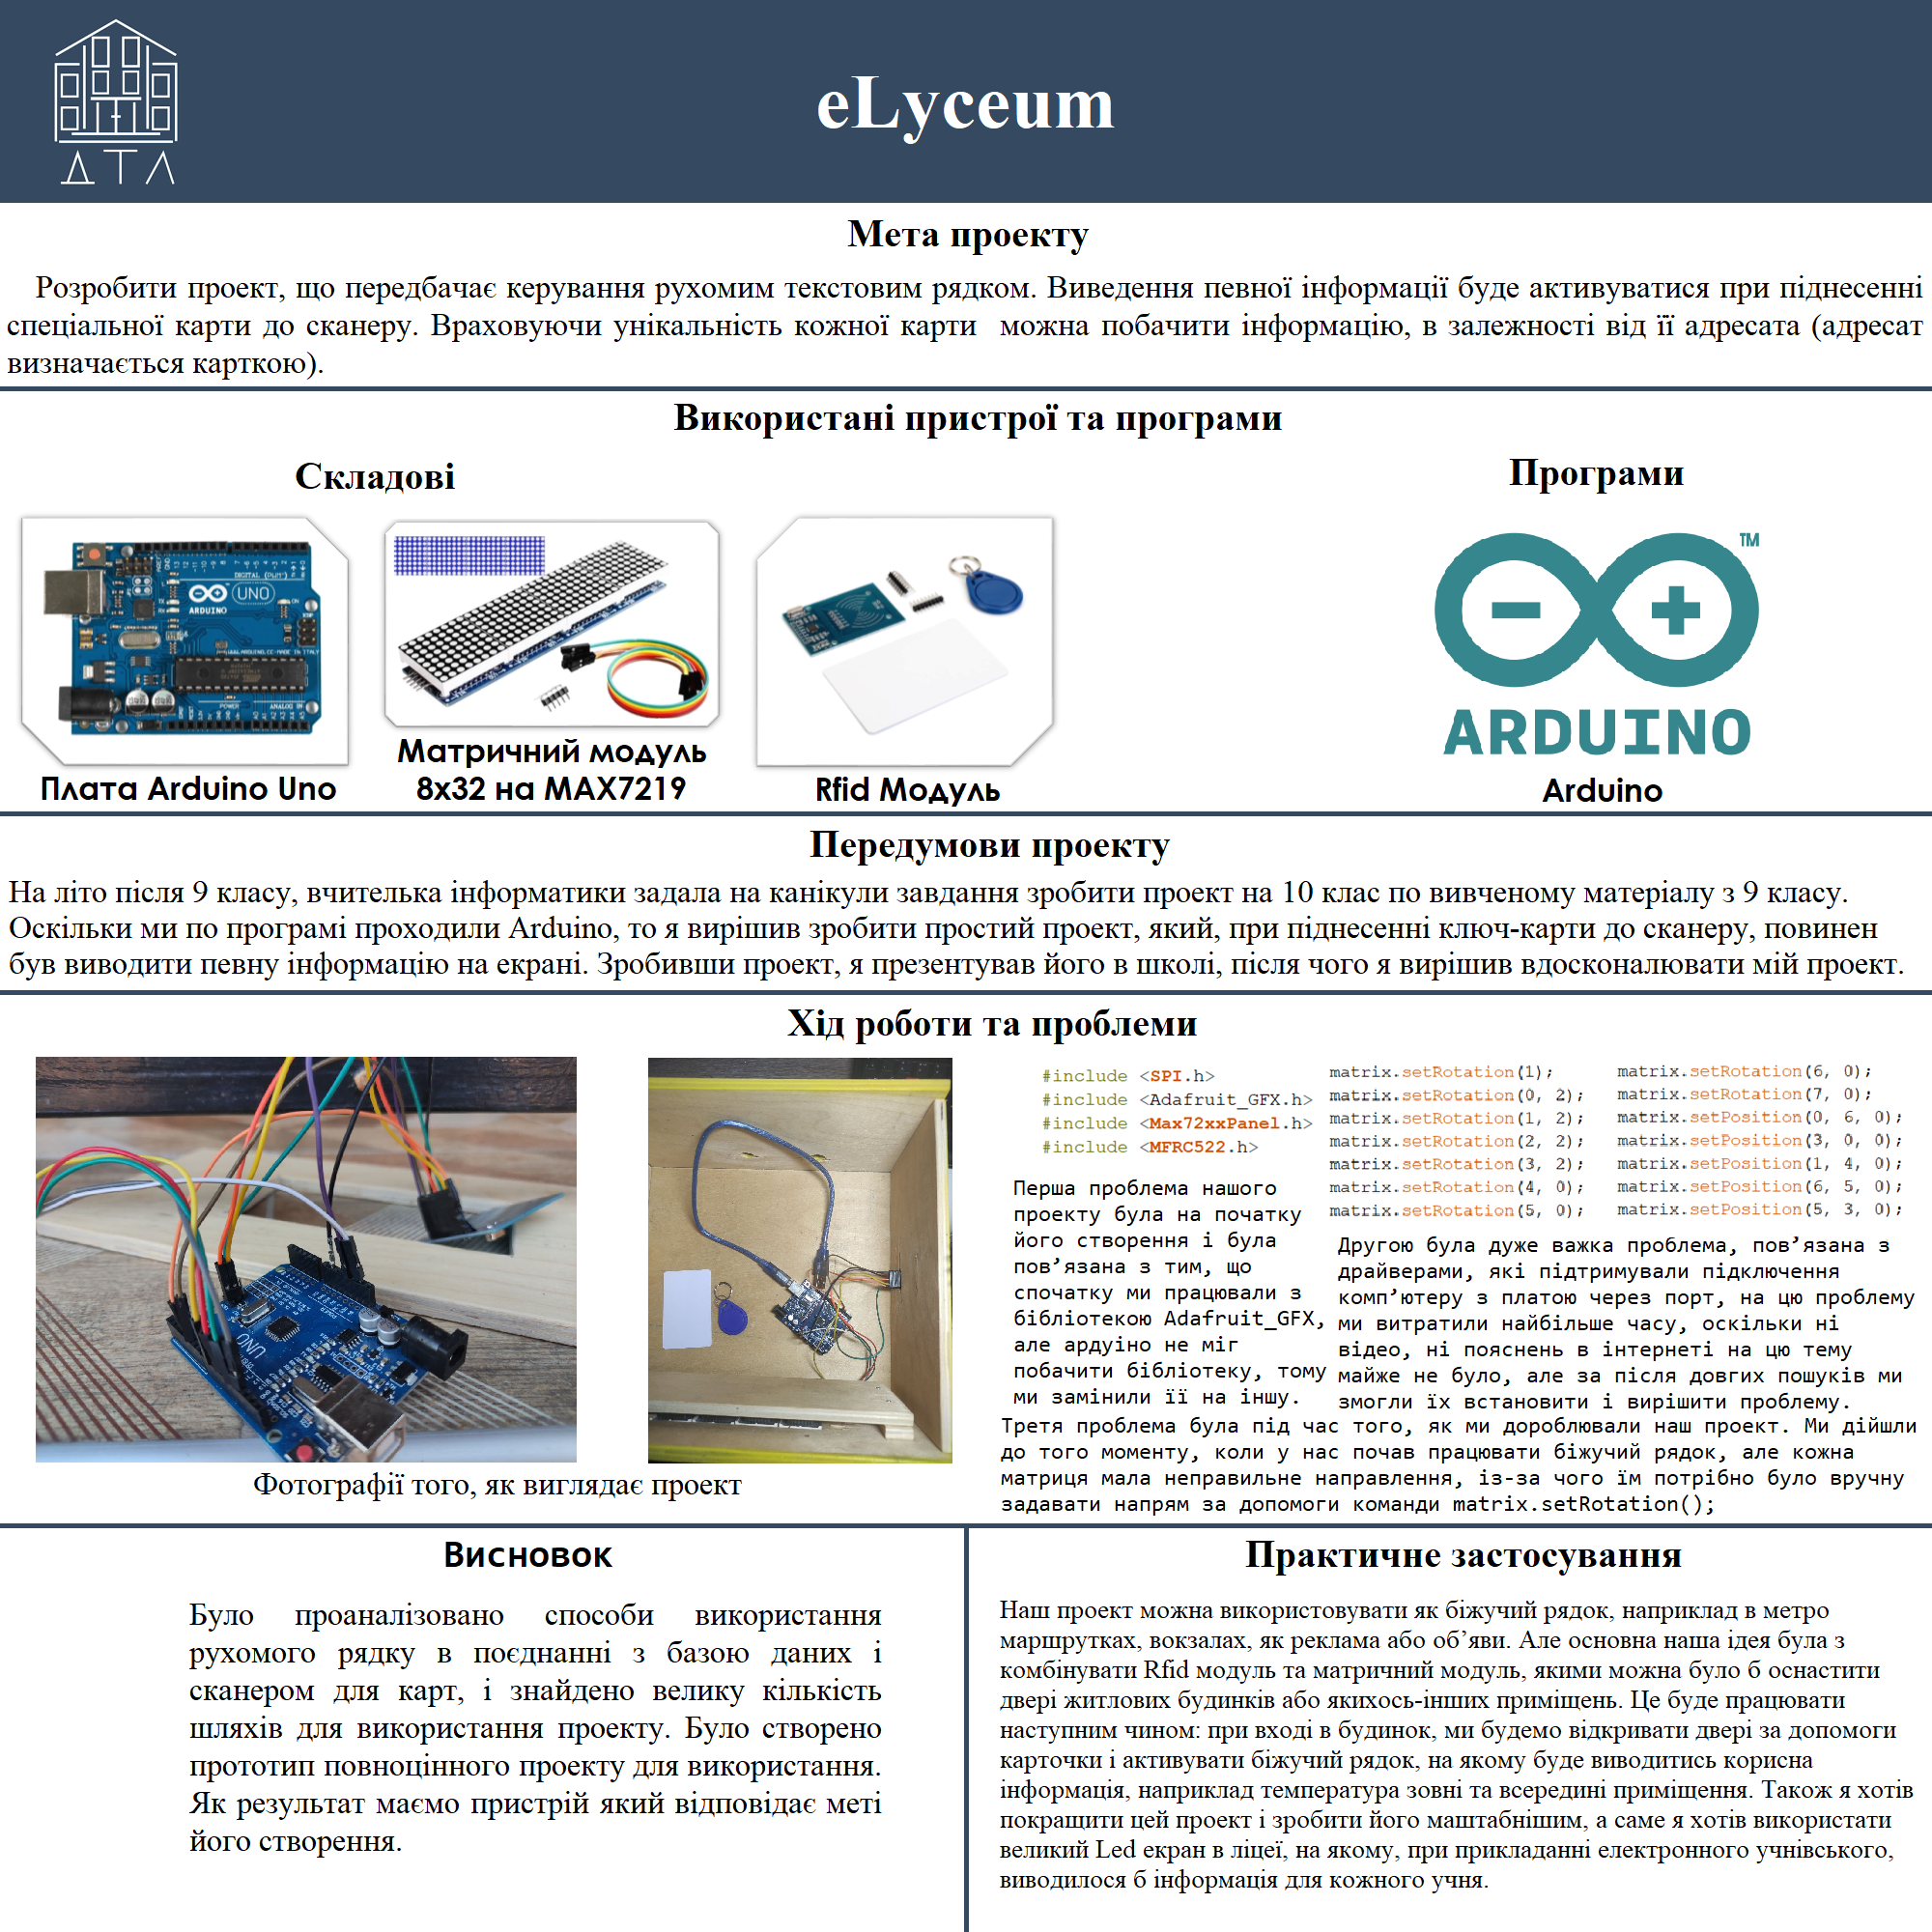 ДТЛ
eLyceum
Мета проекту
Розробити проект, що передбачає керування рухомим текстовим рядком. Виведення певної інформації буде активуватися при піднесенні
спеціальної карти до сканеру. Враховуючи унікальність кожної карти можна побачити інформацію, в залежності від її адресата (адресат
визначається карткою).
Використані пристрої та програми
Складові
Програми
DIGITAL (PWM~)
UNO
ARDUINO
POWER
ANALOG IN
Плата Arduino Uno
Матричний модуль
8x32 на MAX7219
Rfid Модуль
TM
ARDUINO
Arduino
Передумови проекту
На літо після 9 класу, вчителька інформатики задала на канікули завдання зробити проект на 10 клас по вивченому матеріалу з 9 класу.
Оскільки ми по програмі проходили Arduino, то я вирішив зробити простий проект, який, при піднесенні ключ-карти до сканеру, повинен
був виводити певну інформацію на екрані. Зробивши проект, я презентував його в школі, після чого я вирішив вдосконалювати мій проект.
Хід роботи та проблеми
UNO
Фотографії того, як виглядає проект
#include <SPI.h>
#include <Adafruit_GFX.h>
#include <Max72xxPanel.h>
#include <MFRC522.h>
Перша проблема нашого
проекту була на початку
його створення і була
пов’язана з тим, що
спочатку ми працювали з
бібліотекою Adafruit_GFX,
але ардуіно не міг
побачити бібліотеку, тому
ми замінили її на іншу.
matrix.setRotation(1);
matrix.setRotation(0, 2);
matrix.setRotation(1, 2);
matrix.setRotation(2, 2);
matrix.setRotation(3, 2);
matrix.setRotation(4, 0);
matrix.setRotation(5, 0);
matrix.setRotation(6, 0);
matrix.setRotation(7, 0);
matrix.setPosition(0, 6, 0);
matrix.setPosition(3, 0, 0);
matrix.setPosition(1, 4, 0);
matrix.setPosition(6, 5, 0);
matrix.setPosition(5, 3, 0);
Другою була дуже важка проблема, пов’язана з
драйверами, які підтримували підключення
комп’ютеру з платою через порт, на цю проблему
ми витратили найбільше часу, оскільки ні
відео, ні пояснень в інтернеті на цю тему
майже не було, але за після довгих пошуків ми
змогли їх встановити і вирішити проблему.
Третя проблема була під час того, як ми дороблювали наш проект. Ми дійшли
до того моменту, коли у нас почав працювати біжучий рядок, але кожна
матриця мала неправильне направлення, із-за чого їм потрібно було вручну
задавати напрям за допомоги команди matrix.setRotation();
Висновок
Було проаналізовано способи використання
рухомого рядку в поєднанні з базою даних і
сканером для карт, і знайдено велику кількість
шляхів для використання проекту. Було створено
прототип повноцінного проекту для використання.
Як результат маємо пристрій який відповідає меті
його створення.
Практичне застосування
Наш проект можна використовувати як біжучий рядок, наприклад в метро
маршрутках, вокзалах, як реклама або об’яви. Але основна наша ідея була з
комбінувати Rfid модуль та матричний модуль, якими можна було б оснастити
двері житлових будинків або якихось-інших приміщень. Це буде працювати
наступним чином: при вході в будинок, ми будемо відкривати двері за допомоги
карточки і активувати біжучий рядок, на якому буде виводитись корисна
інформація, наприклад температура зовні та всередині приміщення. Також я хотів
покращити цей проект і зробити його маштабнішим, а саме я хотів використати
великий Led екран в ліцеї, на якому, при прикладанні електронного учнівського,
виводилося б інформація для кожного учня.